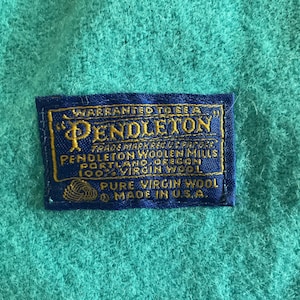 WARRANTED TO BE A
"PENDLETON"
TRADE MARK REG. U.S. PAT. OFF.
PENDLETON WOOLEN MILLS
PORTLAND, OREGON
100% VIRGIN WOOL
PURE VIRGIN WOOL
MADE IN U.S.A.